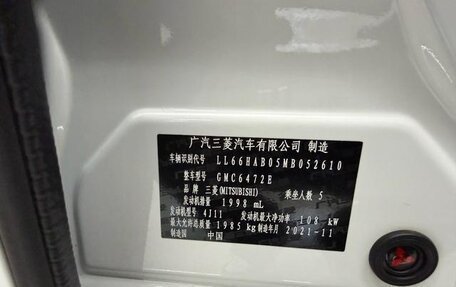 广汽三菱汽车有限公司 制造
车辆识别代号 LL66HAB05MB052610
整车型号 GMC6472E
品牌 三菱(MITSUBISHI) 乘坐人数 5
发动机排量 1998 mL
发动机型号 4J11 发动机最大净功率 108 kW
最大允许总质量 1985 kg 制造年月 2021-11
制造国 中国